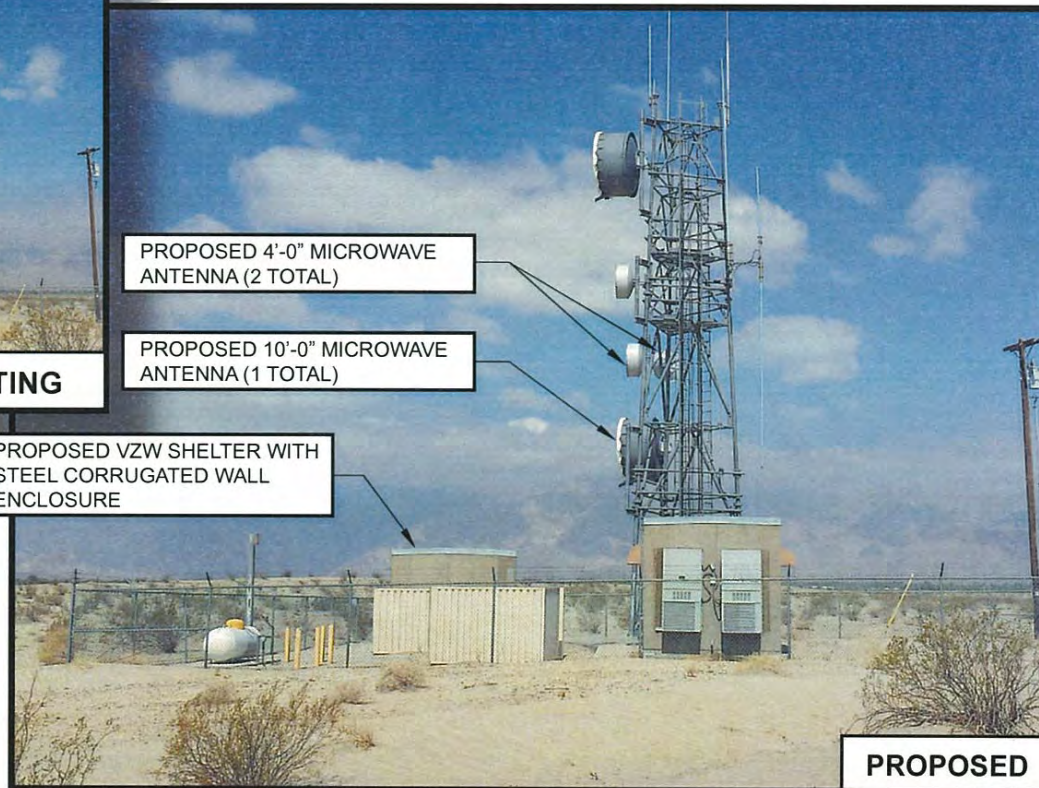 PROPOSED 4'-0" MICROWAVE
ANTENNA (2 TOTAL)
PROPOSED 10'-0" MICROWAVE
ANTENNA (1 TOTAL)
TING
PROPOSED VZW SHELTER WITH
STEEL CORRUGATED WALL
ENCLOSURE
PROPOSED